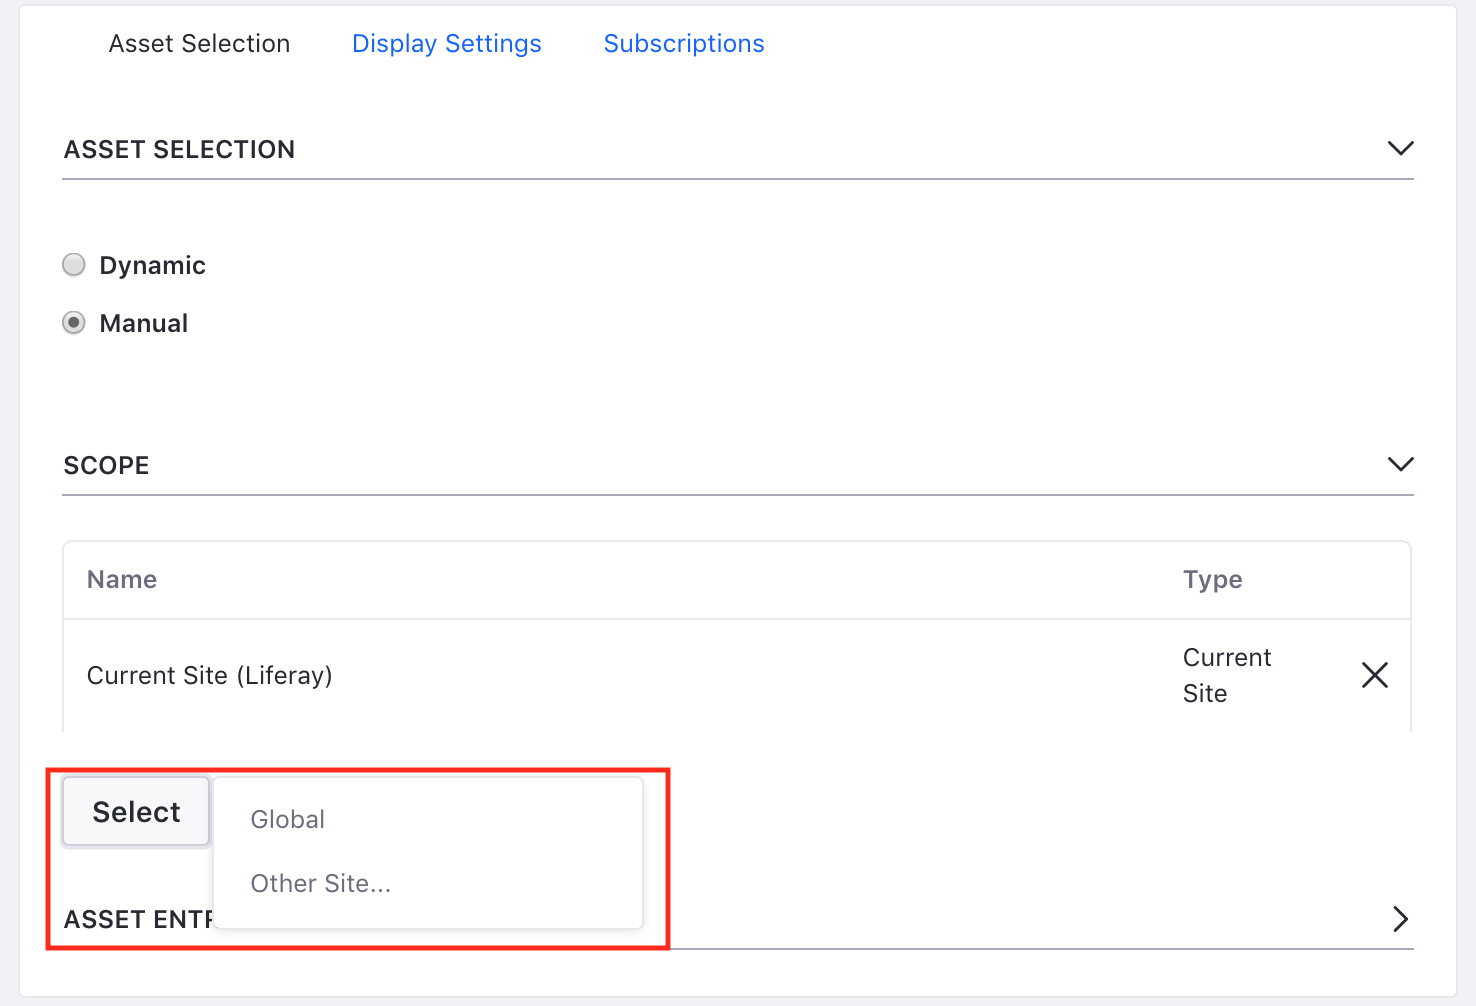 Asset Selection Display Settings Subscriptions
ASSET SELECTION
Dynamic
Manual
SCOPE
Name Type
Current Site (Liferay) Current
Site
Select
Global
Other Site...
ASSET